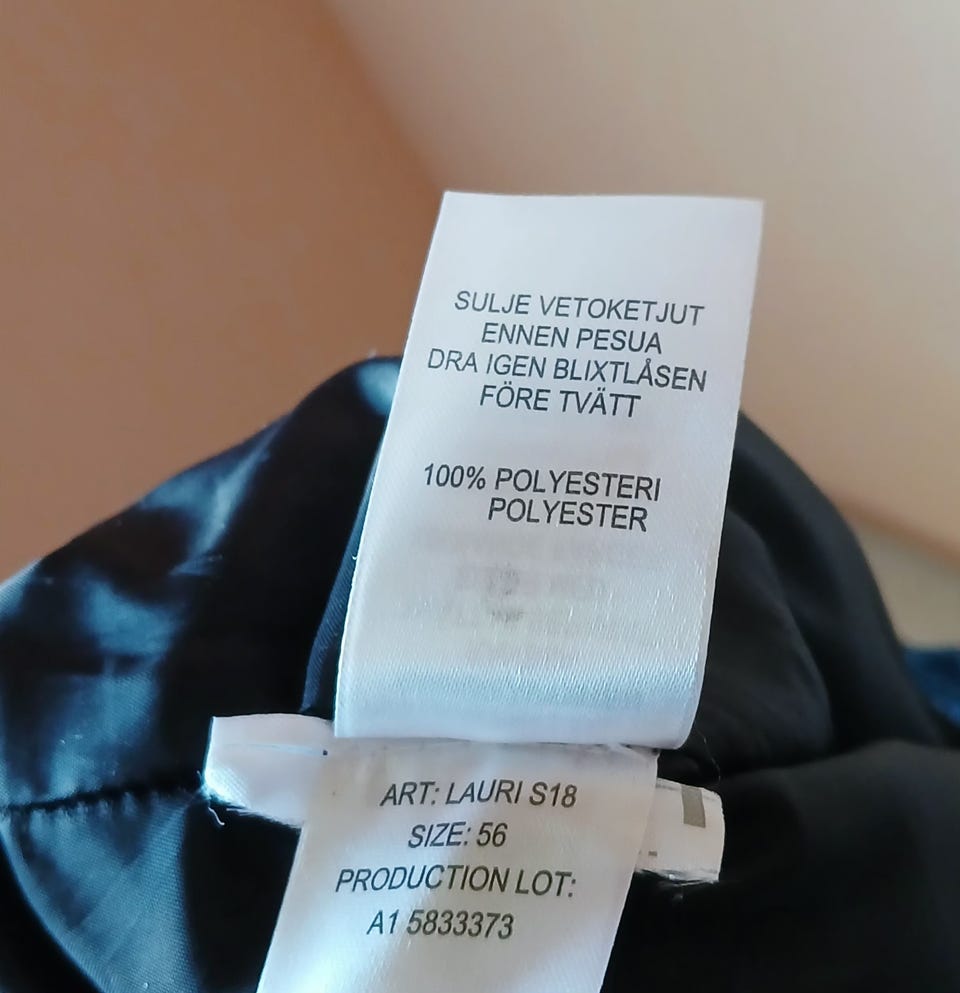 SULJE VETOKETJUT
ENNEN PESUA
DRA IGEN BLIXTLÅSEN
FÖRE TVÄTT
100% POLYESTERI
POLYESTER
ART: LAURI S18
SIZE: 56
PRODUCTION LOT:
A1 5833373